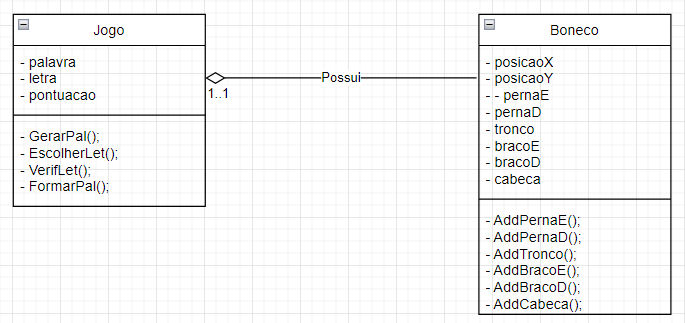 Jogo
- palavra
- letra
- pontuacao
- GerarPal();
- EscolherLet();
- VerifLet();
- FormarPal();
Possui
1..1
Boneco
- posicaoX
- posicaoY
- - pernaE
- pernaD
- tronco
- bracoE
- bracoD
- cabeca
- AddPernaE();
- AddPernaD();
- AddTronco();
- AddBracoE();
- AddBracoD();
- AddCabeca();